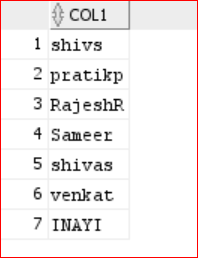 COL1
1 shivs
2 pratikp
3 RajeshR
4 Sameer
5 shivas
6 venkat
7 INAYI